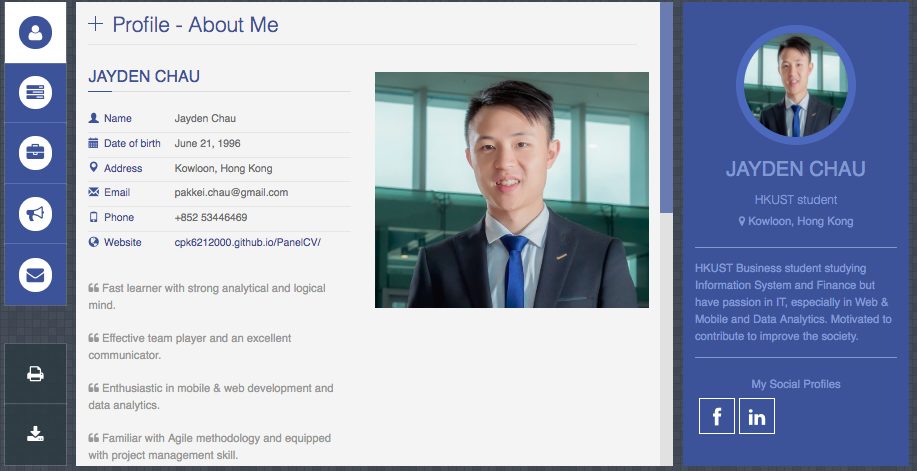 Profile - About Me
JAYDEN CHAU
Name Jayden Chau
Date of birth June 21, 1996
Address Kowloon, Hong Kong
Email pakkei.chau@gmail.com
Phone +852 53446469
Website cpk6212000.github.io/PanelCV/
“ Fast learner with strong analytical and logical
mind.
“ Effective team player and an excellent
communicator.
“ Enthusiastic in mobile & web development and
data analytics.
“ Familiar with Agile methodology and equipped
with project management skill.
JAYDEN CHAU
HKUST student
Kowloon, Hong Kong
HKUST Business student studying
Information System and Finance but
have passion in IT, especially in Web &
Mobile and Data Analytics. Motivated to
contribute to improve the society.
My Social Profiles
f in